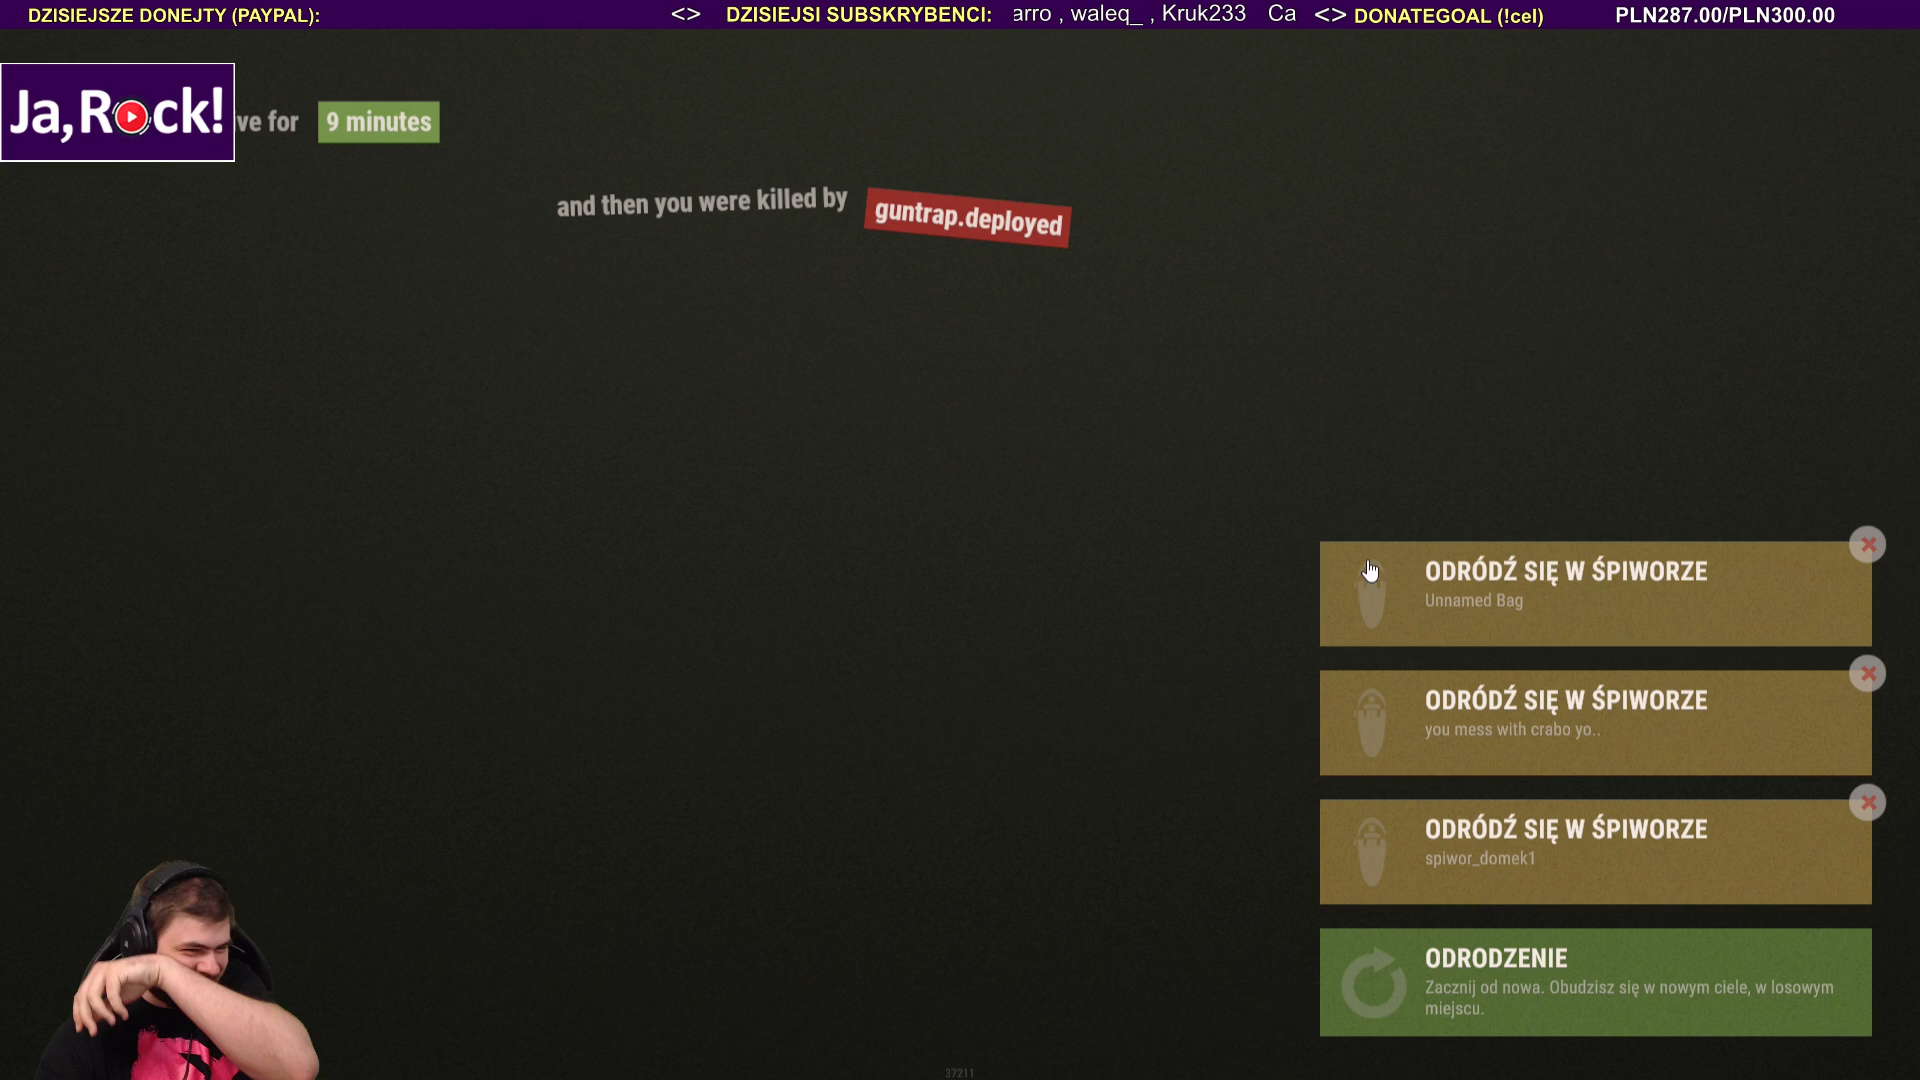 DZISIEJSZE DONEJTY (PAYPAL):
<> DZISIEJSI SUBSKRYBENCI: arro , waleq_ , Kruk233 Ca <> DONATEGOAL (!cel) PLN287.00/PLN300.00
Ja,Rock!
ve for 9 minutes
and then you were killed by guntrap.deployed
ODRÓDŹ SIĘ W ŚPIWORZE
Unnamed Bag
ODRÓDŹ SIĘ W ŚPIWORZE
you mess with crabo yo..
ODRÓDŹ SIĘ W ŚPIWORZE
spiwor_domek1
ODRODZENIE
Zacznij od nowa. Obudzisz się w nowym ciele, w losowym
miejscu.
37211